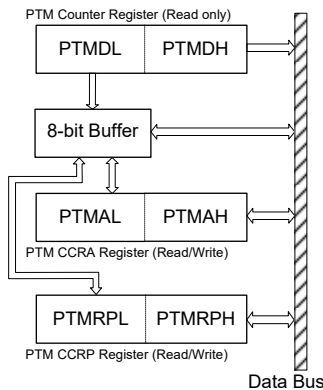 PTM Counter Register (Read only)
PTMDL PTMDH
8-bit Buffer
PTMAL PTMAH
PTM CCRA Register (Read/Write)
PTMRPL PTMRPH
PTM CCRP Register (Read/Write)
Data Bus